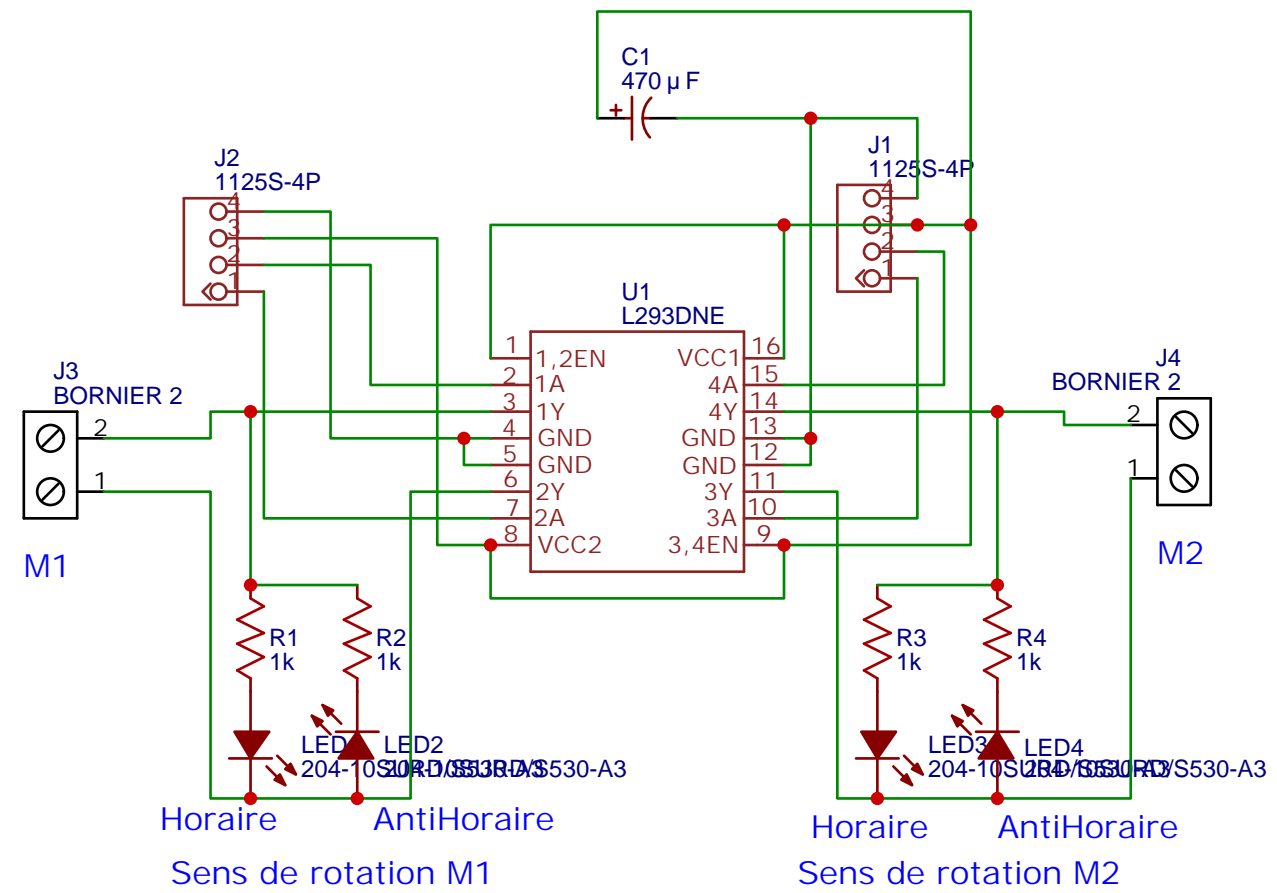 C1
470 µ F
J2
1125S-4P
4
3
2
1
J1
1125S-4P
4
3
2
1
U1
L293DNE
1
1,2EN
2
1A
3
1Y
4
GND
5
GND
6
2Y
7
2A
8
VCC2
VCC1
16
4A
15
4Y
14
GND
13
GND
12
3Y
11
3A
10
3,4EN
9
J3
BORNIER 2
2
1
M1
J4
BORNIER 2
2
1
M2
R1
1k
R2
1k
R3
1k
R4
1k
LED2
LED3
LED4
Horaire
AntiHoraire
Sens de rotation M1
Horaire
AntiHoraire
Sens de rotation M2